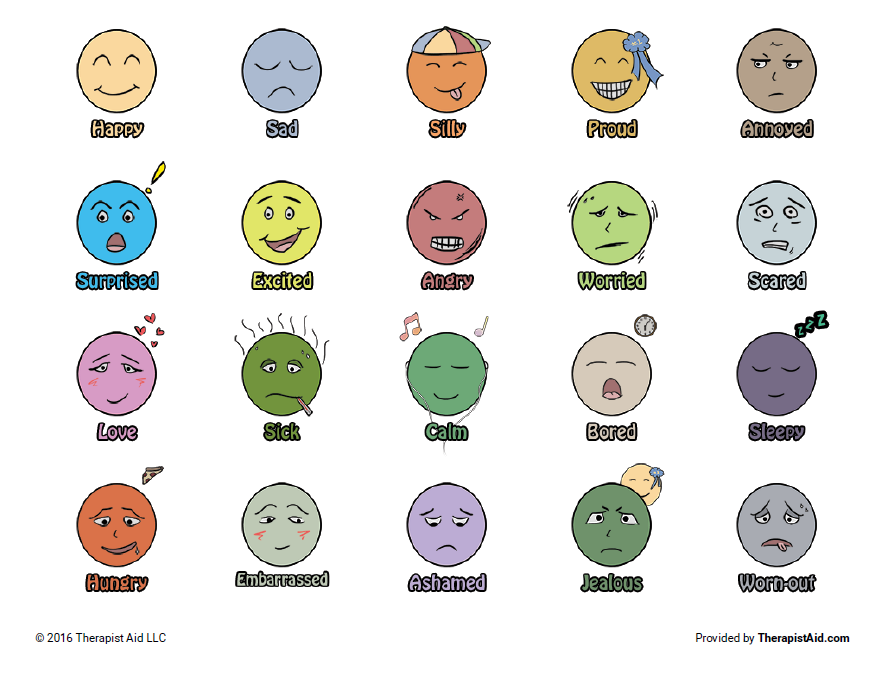 Happy Sad Silly Proud Annoyed
Surprised Excited Angry Worried Scared
zzZ
Love Sick Calm Bored Sleepy
Hungry Embarrassed Ashamed Jealous Worn-out
© 2016 Therapist Aid LLC Provided by TherapistAid.com